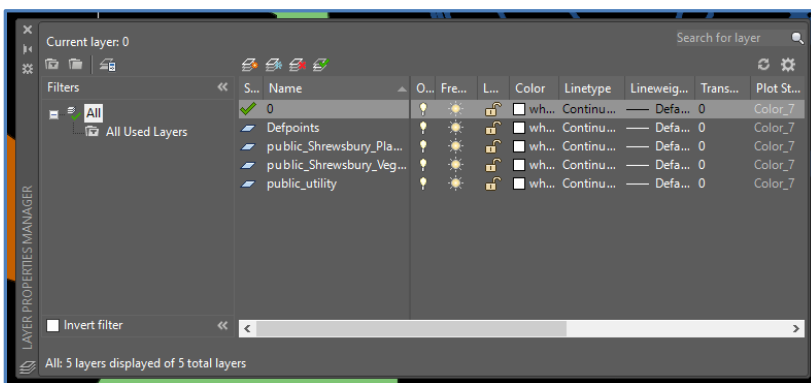 Current layer: 0
Search for layer
Filters
S... Name O... Fre... L... Color Linetype Lineweig... Trans... Plot St...
All
All Used Layers
0 wh... Continu... Defa... 0 Color_7
Defpoints wh... Continu... Defa... 0 Color_7
public_Shrewsbury_Pla... wh... Continu... Defa... 0 Color_7
public_Shrewsbury_Veg... wh... Continu... Defa... 0 Color_7
public_utility wh... Continu... Defa... 0 Color_7
Invert filter
All: 5 layers displayed of 5 total layers
LAYER PROPERTIES MANAGER